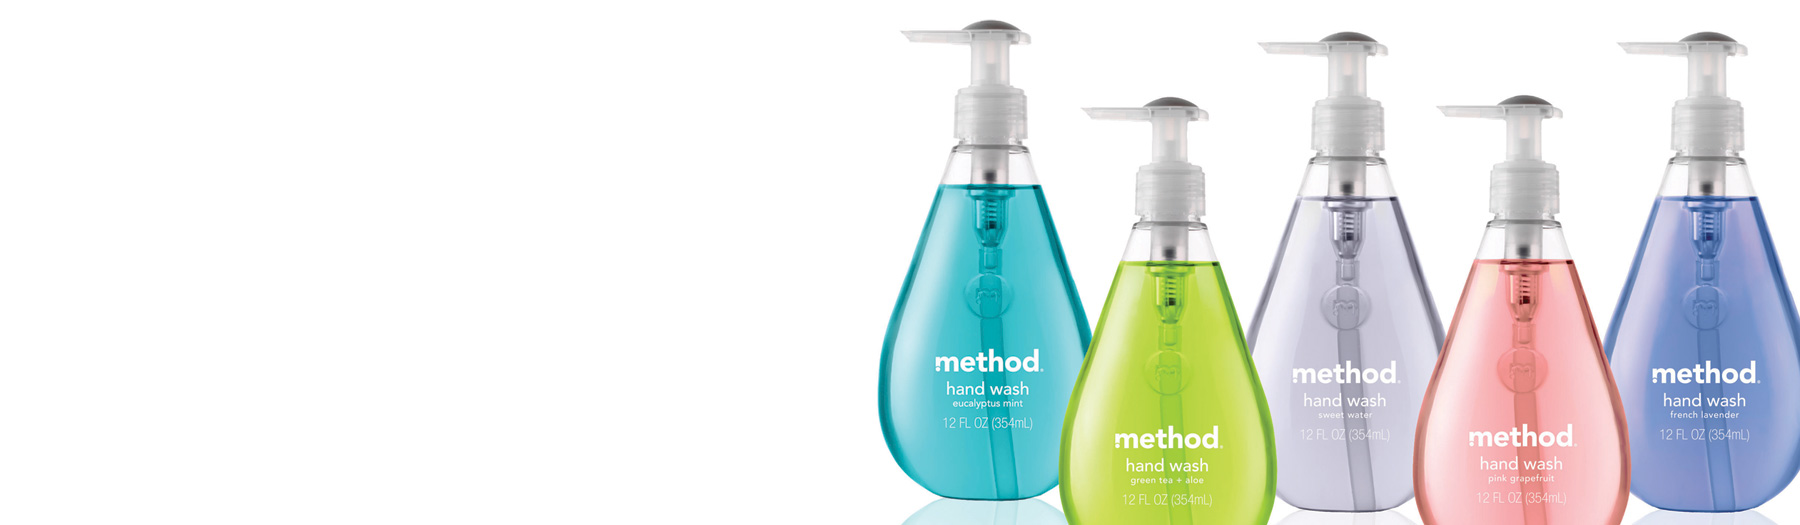 method.
hand wash
eucalyptus mint
12 FL OZ (354mL)
method.
hand wash
green tea + aloe
12 FL OZ (354mL)
method.
hand wash
sweet water
12 FL OZ (354mL)
method.
hand wash
pink grapefruit
12 FL OZ (354mL)
method.
hand wash
french lavender
12 FL OZ (354mL)